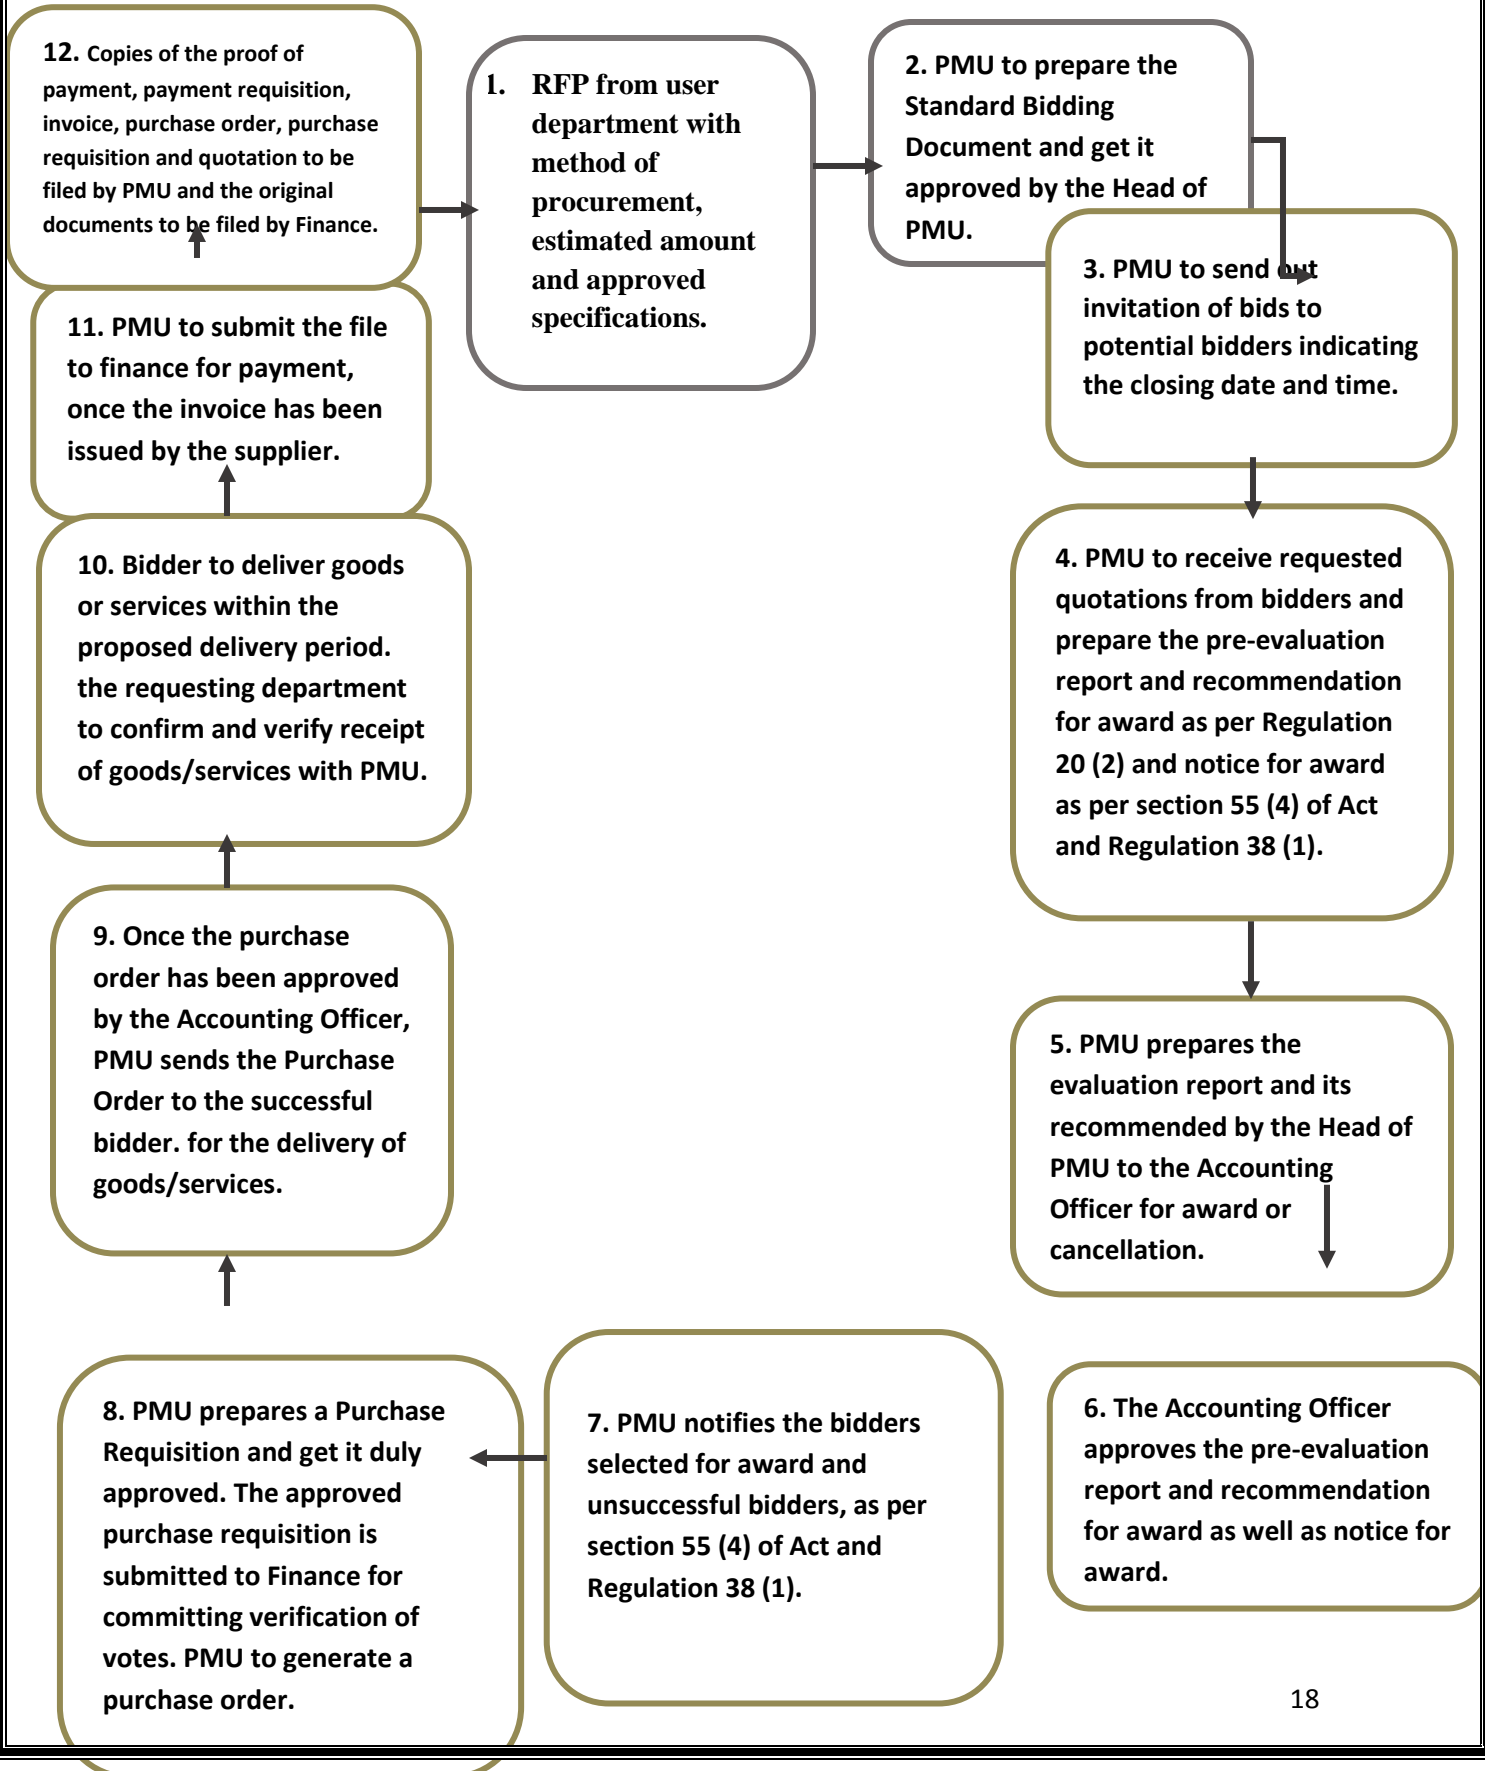 12. Copies of the proof of
payment, payment requisition,
invoice, purchase order, purchase
requisition and quotation to be
filed by PMU and the original
documents to be filed by Finance.
1. RFP from user
department with
method of
procurement,
estimated amount
and approved
specifications.
2. PMU to prepare the
Standard Bidding
Document and get it
approved by the Head of
PMU.
3. PMU to send out
invitation of bids to
potential bidders indicating
the closing date and time.
4. PMU to receive requested
quotations from bidders and
prepare the pre-evaluation
report and recommendation
for award as per Regulation
20 (2) and notice for award
as per section 55 (4) of Act
and Regulation 38 (1).
5. PMU prepares the
evaluation report and its
recommended by the Head of
PMU to the Accounting
Officer for award or
cancellation.
6. The Accounting Officer
approves the pre-evaluation
report and recommendation
for award as well as notice for
award.
7. PMU notifies the bidders
selected for award and
unsuccessful bidders, as per
section 55 (4) of Act and
Regulation 38 (1).
8. PMU prepares a Purchase
Requisition and get it duly
approved. The approved
purchase requisition is
submitted to Finance for
committing verification of
votes. PMU to generate a
purchase order.
9. Once the purchase
order has been approved
by the Accounting Officer,
PMU sends the Purchase
Order to the successful
bidder. for the delivery of
goods/services.
10. Bidder to deliver goods
or services within the
proposed delivery period.
the requesting department
to confirm and verify receipt
of goods/services with PMU.
11. PMU to submit the file
to finance for payment,
once the invoice has been
issued by the supplier.
18